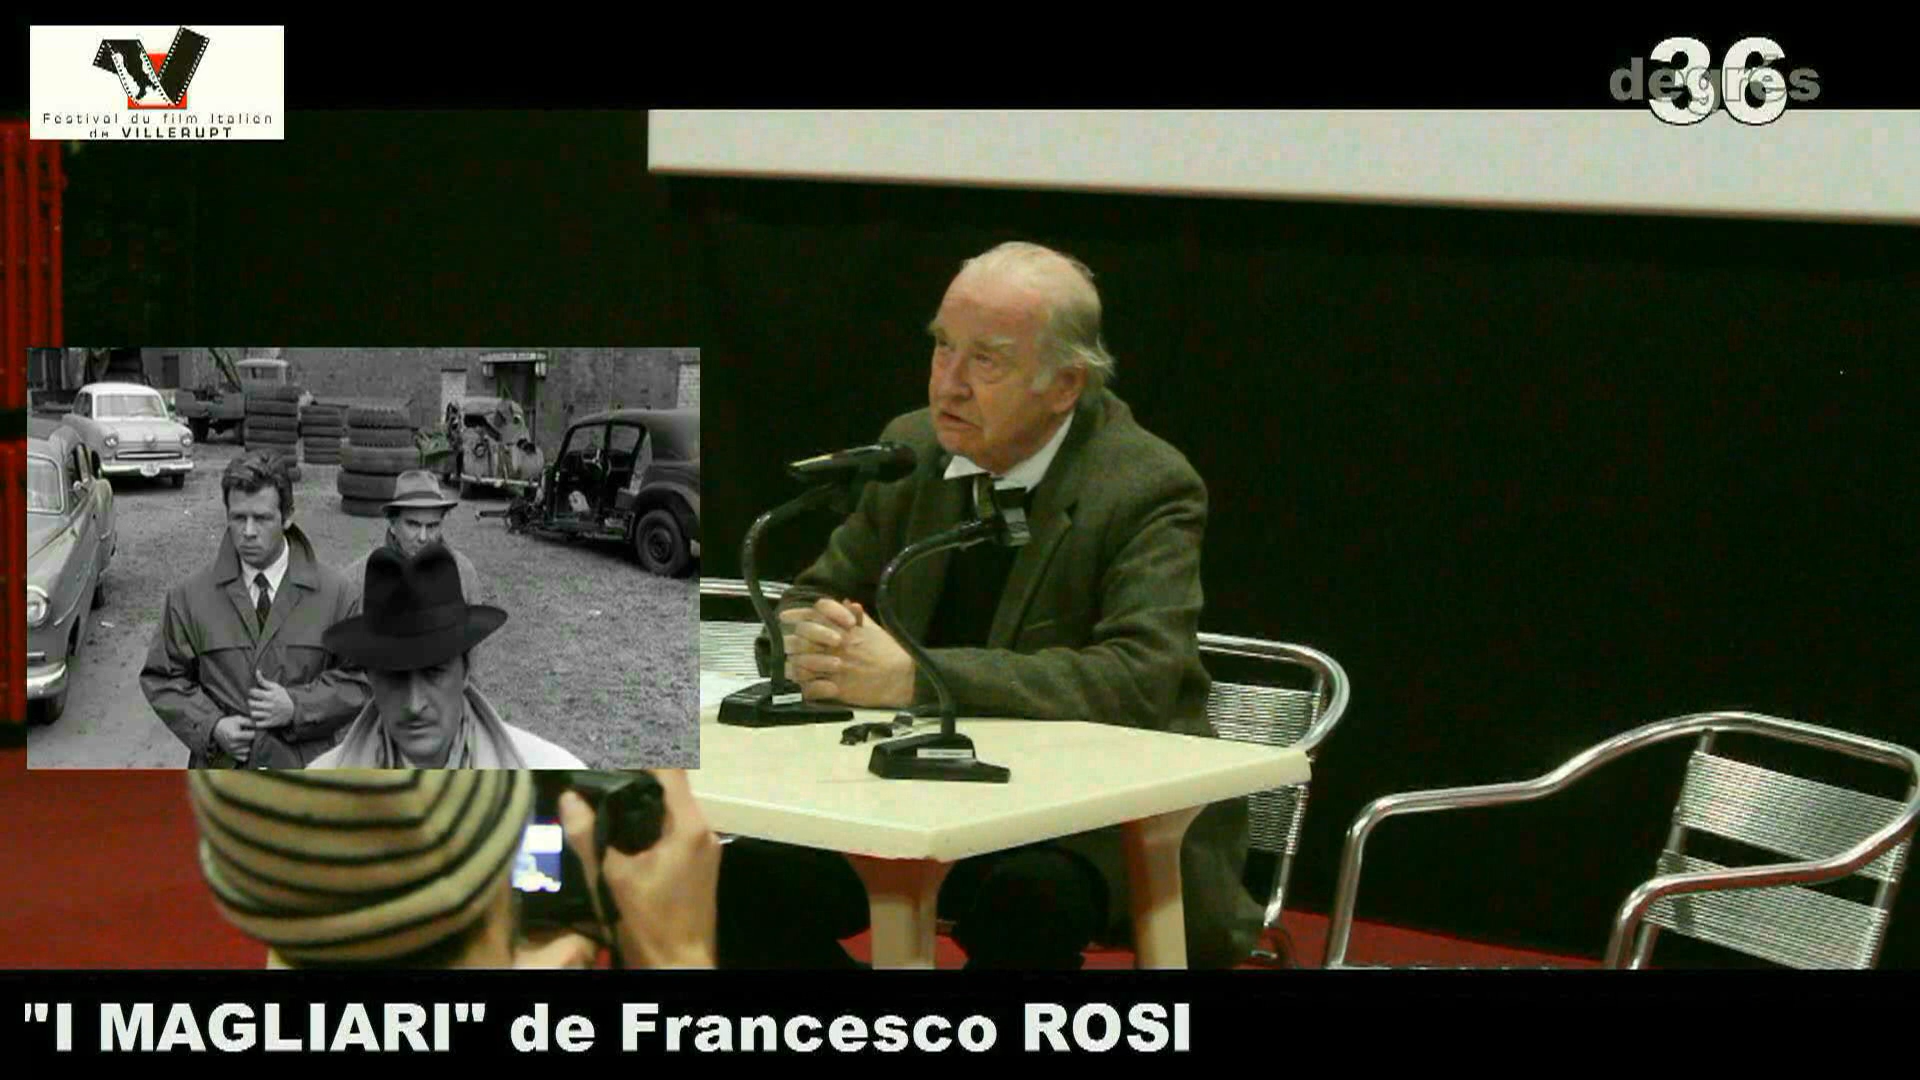 Festival du film Italien
de VILLERUPT
36
degrés
"I MAGLIARI" de Francesco ROSI